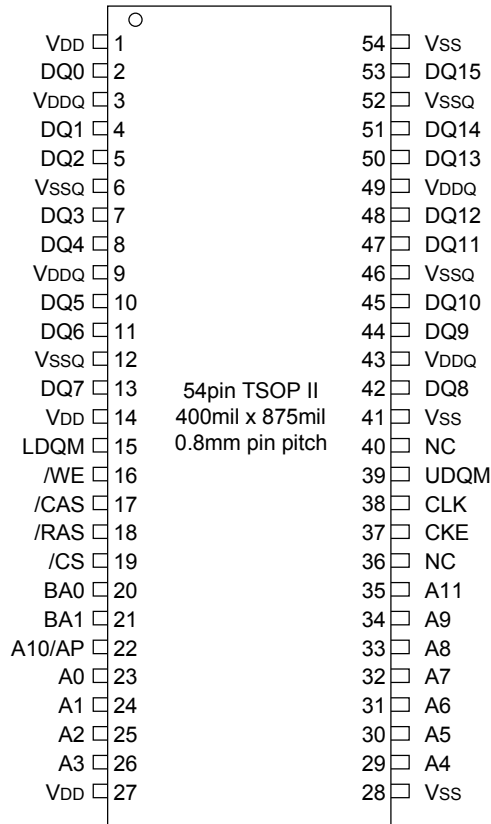 VDD 1 54 VSS
DQ0 2 53 DQ15
VDDQ 3 52 VSSQ
DQ1 4 51 DQ14
DQ2 5 50 DQ13
VSSQ 6 49 VDDQ
DQ3 7 48 DQ12
DQ4 8 47 DQ11
VDDQ 9 46 VSSQ
DQ5 10 45 DQ10
DQ6 11 44 DQ9
VSSQ 12 43 VDDQ
DQ7 13 54pin TSOP II 42 DQ8
VDD 14 400mil x 875mil 41 VSS
LDQM 15 0.8mm pin pitch 40 NC
/WE 16 39 UDQM
/CAS 17 38 CLK
/RAS 18 37 CKE
/CS 19 36 NC
BA0 20 35 A11
BA1 21 34 A9
A10/AP 22 33 A8
A0 23 32 A7
A1 24 31 A6
A2 25 30 A5
A3 26 29 A4
VDD 27 28 VSS